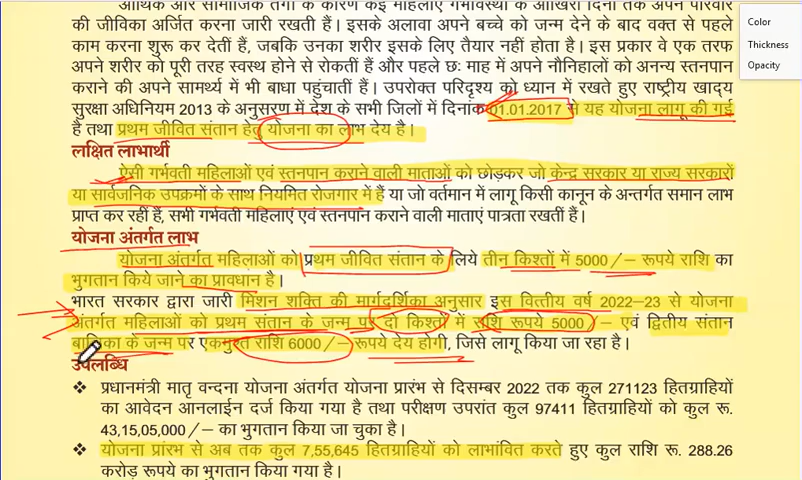 आर्थिक और सामाजिक तंगी के कारण कई महिलाएं गर्भावस्था के आखिरी दिनों तक अपने परिवार
की जीविका अर्जित करना जारी रखती हैं। इसके अलावा अपने बच्चे को जन्म देने के बाद वक्त से पहले
काम करना शुरू कर देतीं हैं, जबकि उनका शरीर इसके लिए तैयार नहीं होता है। इस प्रकार वे एक तरफ
अपने शरीर को पूरी तरह स्वस्थ होने से रोकतीं हैं और पहले छः माह में अपने नौनिहालों को अनन्य स्तनपान
कराने की अपने सामर्थ्य में भी बाधा पहुंचातीं हैं। उपरोक्त परिदृश्य को ध्यान में रखते हुए राष्ट्रीय खाद्य
सुरक्षा अधिनियम 2013 के अनुसरण में देश के सभी जिलों में दिनांक 01.01.2017 से यह योजना लागू की गई
है तथा प्रथम जीवित संतान हेतु योजना का लाभ देय है।
लक्षित लाभार्थी
ऐसी गर्भवती महिलाओं एवं स्तनपान कराने वाली माताओं को छोड़कर जो केन्द्र सरकार या राज्य सरकारों
या सार्वजनिक उपक्रमों के साथ नियमित रोजगार में हैं या जो वर्तमान में लागू किसी कानून के अन्तर्गत समान लाभ
प्राप्त कर रहीं हैं, सभी गर्भवती महिलाएं एवं स्तनपान कराने वाली माताएं पात्रता रखतीं हैं।
योजना अंतर्गत लाभ
योजना अंतर्गत महिलाओं को प्रथम जीवित संतान के लिये तीन किश्तों में 5000/– रूपये राशि का
भुगतान किये जाने का प्रावधान है।
भारत सरकार द्वारा जारी मिशन शक्ति की मार्गदर्शिका अनुसार इस वित्तीय वर्ष 2022–23 से योजना
अंतर्गत महिलाओं को प्रथम संतान के जन्म पर दो किश्तों में राशि रूपये 5000/– एवं द्वितीय संतान
बालिका के जन्म पर एकमुश्त राशि 6000/– रूपये देय होगी, जिसे लागू किया जा रहा है।
उपलब्धि
❖ प्रधानमंत्री मातृ वन्दना योजना अंतर्गत योजना प्रारंभ से दिसम्बर 2022 तक कुल 271123 हितग्राहियों
का आवेदन आनलाईन दर्ज किया गया है तथा परीक्षण उपरांत कुल 97411 हितग्राहियों को कुल रू.
43,15,05,000/– का भुगतान किया जा चुका है।
❖ योजना प्रारंभ से अब तक कुल 7,55,645 हितग्राहियों को लाभांवित करते हुए कुल राशि रू. 288.26
करोड़ रूपये का भुगतान किया गया है।
Color
Thickness
Opacity